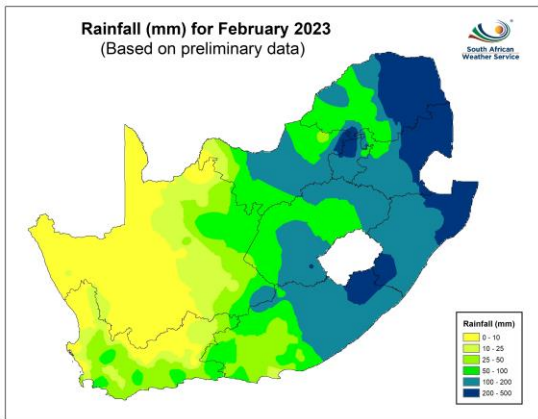 Rainfall (mm) for February 2023
(Based on preliminary data)
South African
Weather Service
Rainfall (mm)
0 - 10
10 - 25
25 - 50
50 - 100
100 - 200
200 - 500